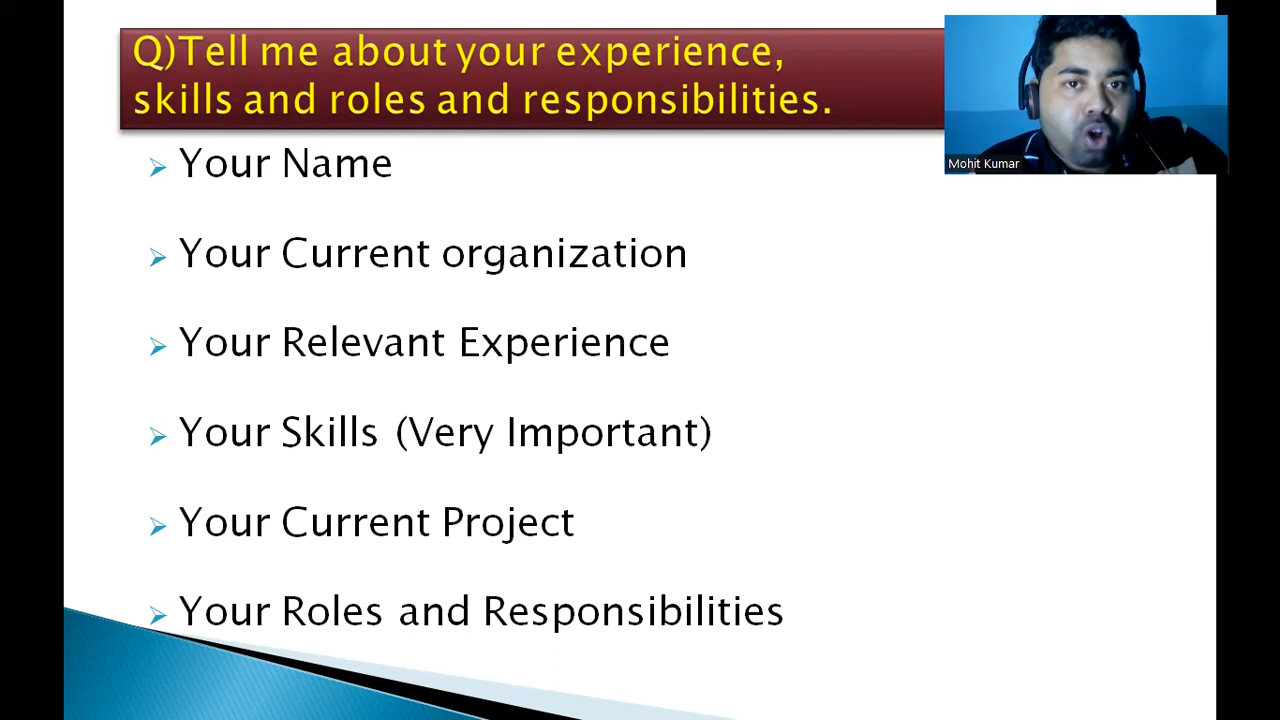 Q)Tell me about your experience,
skills and roles and responsibilities.
Mohit Kumar
Your Name
Your Current organization
Your Relevant Experience
Your Skills (Very Important)
Your Current Project
Your Roles and Responsibilities